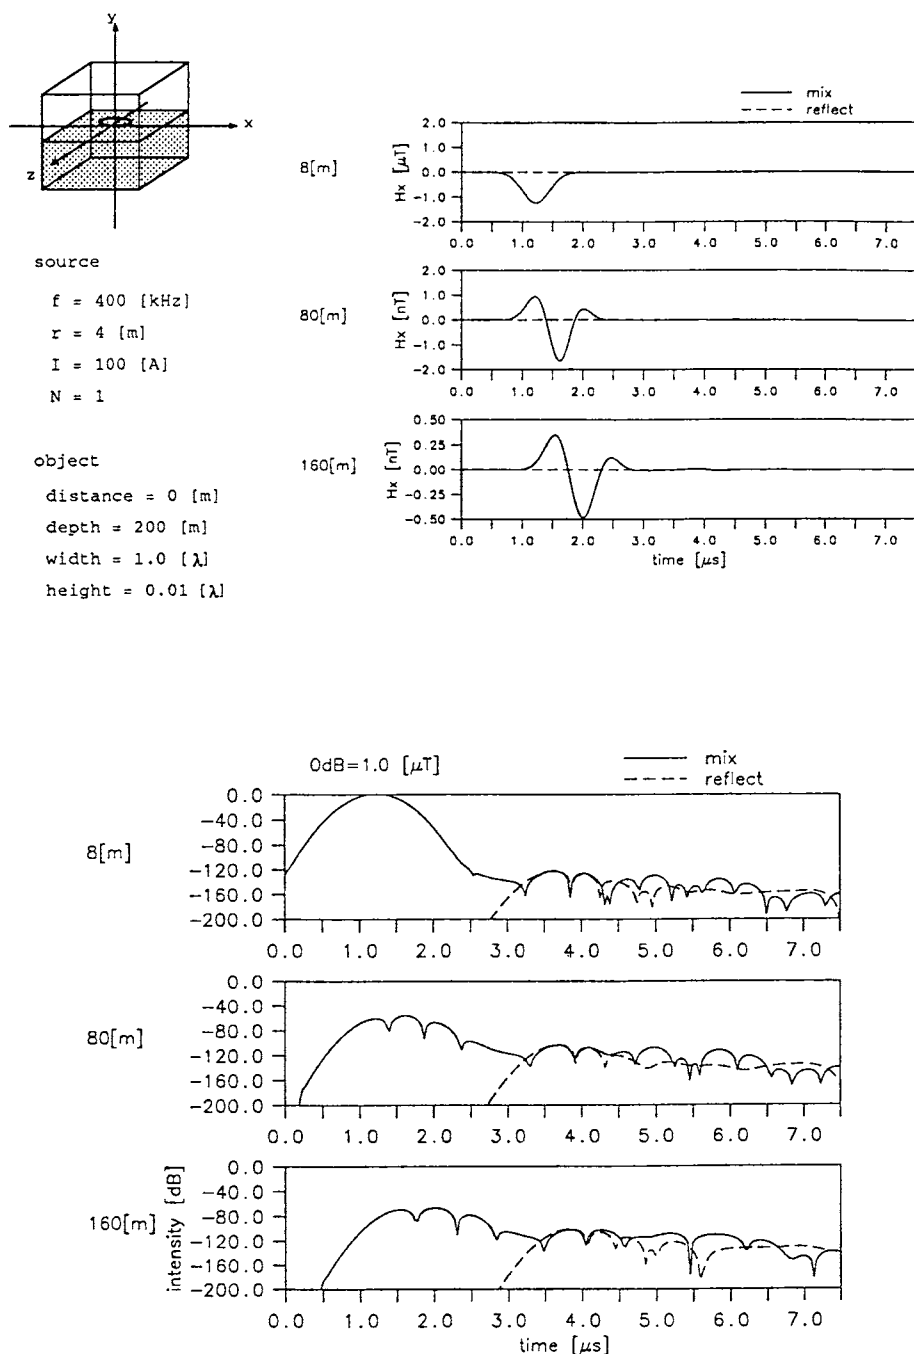 y
x
z
source
f = 400 [kHz]
r = 4 [m]
I = 100 [A]
N = 1
object
distance = 0 [m]
depth = 200 [m]
width = 1.0 [λ]
height = 0.01 [λ]
mix
reflect
8[m]
Hx [μT]
2.0
1.0
0.0
-1.0
-2.0
0.0 1.0 2.0 3.0 4.0 5.0 6.0 7.0
80[m]
Hx [nT]
2.0
1.0
0.0
-1.0
-2.0
0.0 1.0 2.0 3.0 4.0 5.0 6.0 7.0
160[m]
Hx [nT]
0.50
0.25
0.00
-0.25
-0.50
0.0 1.0 2.0 3.0 4.0 5.0 6.0 7.0
time [μs]
0dB=1.0 [μT]
mix
reflect
8[m]
0.0
-40.0
-80.0
-120.0
-160.0
-200.0
0.0 1.0 2.0 3.0 4.0 5.0 6.0 7.0
80[m]
0.0
-40.0
-80.0
-120.0
-160.0
-200.0
0.0 1.0 2.0 3.0 4.0 5.0 6.0 7.0
160[m]
intensity [dB]
0.0
-40.0
-80.0
-120.0
-160.0
-200.0
0.0 1.0 2.0 3.0 4.0 5.0 6.0 7.0
time [μs]